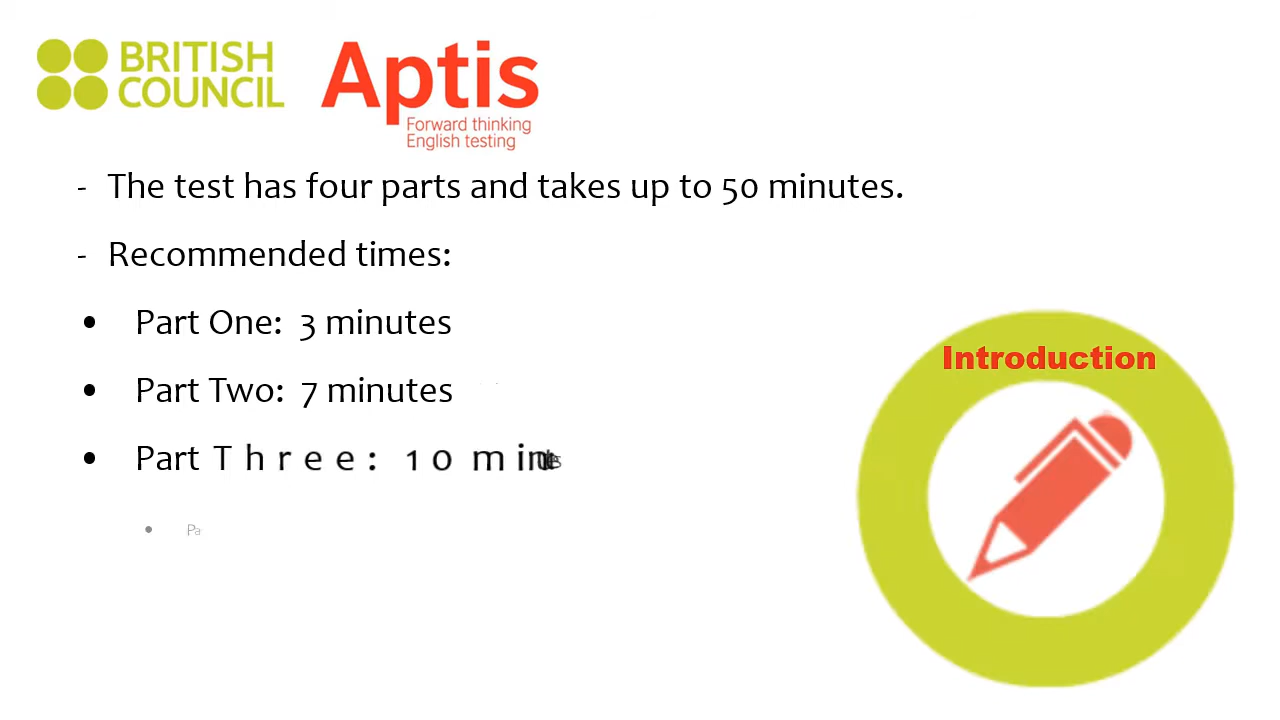 BRITISH
COUNCIL
Aptis
Forward thinking
English testing
- The test has four parts and takes up to 50 minutes.
- Recommended times:
• Part One: 3 minutes
• Part Two: 7 minutes
• Part Three: 10
• Pa
Introduction